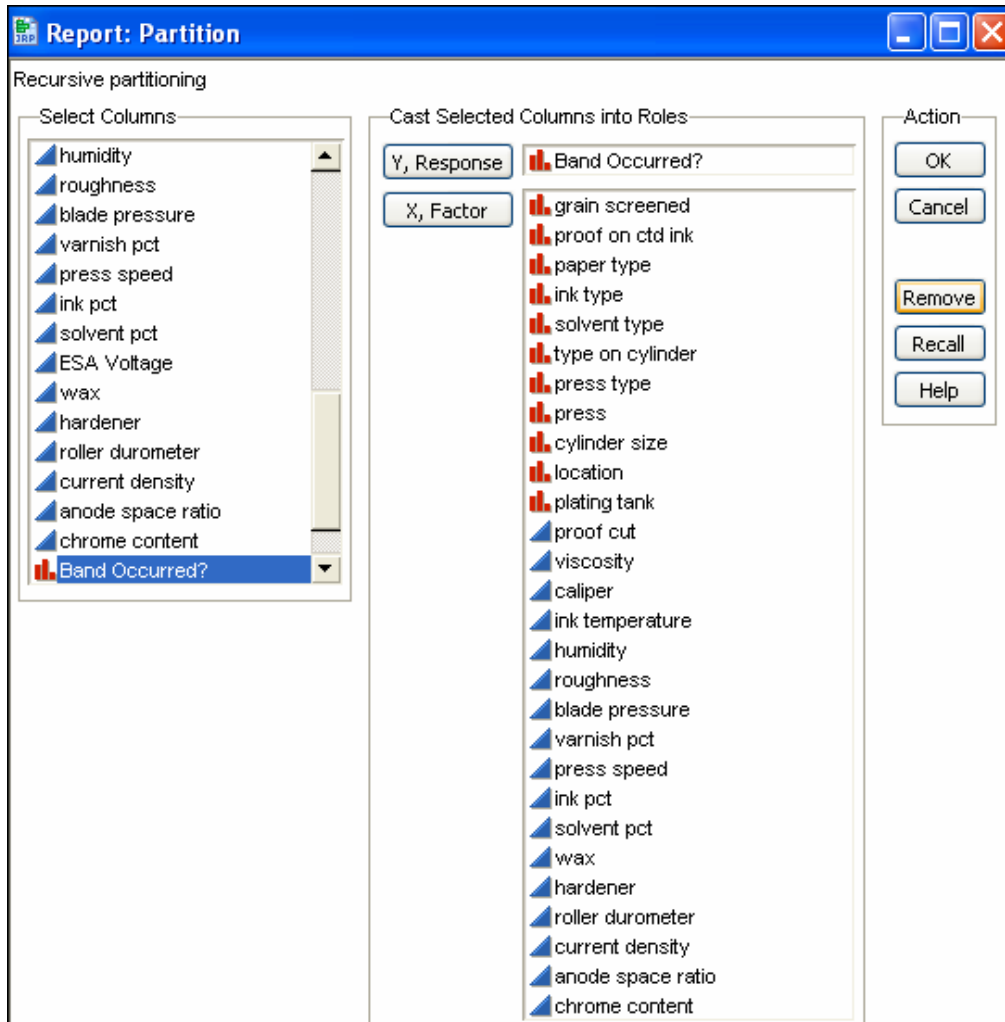 Report: Partition
Recursive partitioning
Select Columns
humidity
roughness
blade pressure
varnish pct
press speed
ink pct
solvent pct
ESA Voltage
wax
hardener
roller durometer
current density
anode space ratio
chrome content
Band Occurred?
Cast Selected Columns into Roles
Y, Response
Band Occurred?
X, Factor
grain screened
proof on ctd ink
paper type
ink type
solvent type
type on cylinder
press type
press
cylinder size
location
plating tank
proof cut
viscosity
caliper
ink temperature
humidity
roughness
blade pressure
varnish pct
press speed
ink pct
solvent pct
wax
hardener
roller durometer
current density
anode space ratio
chrome content
Action
OK
Cancel
Remove
Recall
Help